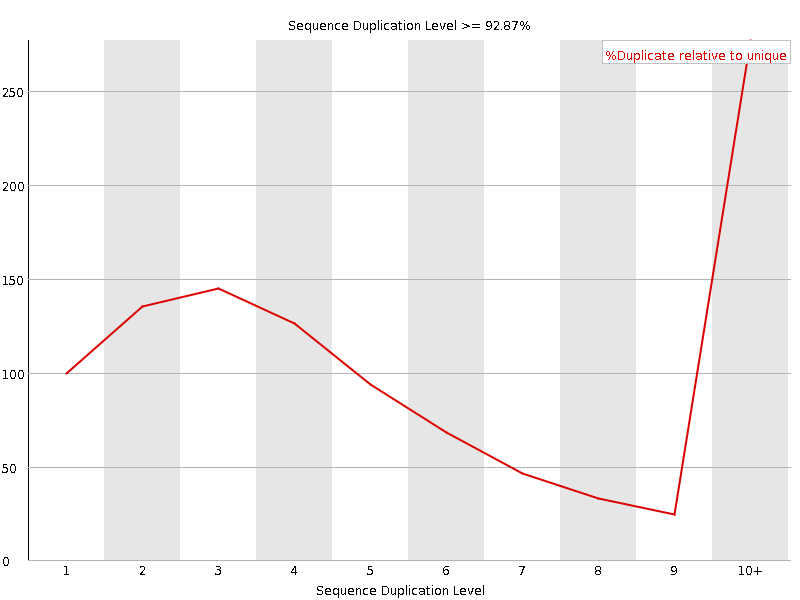 Sequence Duplication Level >= 92.87%
%Duplicate relative to unique
250
200
150
100
50
0
1 2 3 4 5 6 7 8 9 10+
Sequence Duplication Level